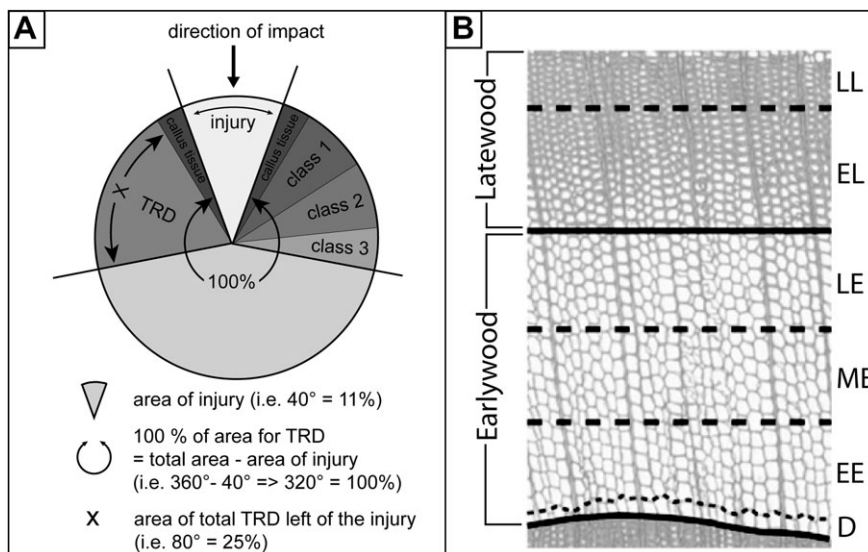 A
direction of impact
injury
callus tissue
callus tissue
class 1
class 2
class 3
X
TRD
100%
area of injury (i.e. 40° = 11%)
100 % of area for TRD
= total area - area of injury
(i.e. 360°- 40° => 320° = 100%)
X area of total TRD left of the injury
(i.e. 80° = 25%)
B
Latewood
Earlywood
LL
EL
LE
ME
EE
D